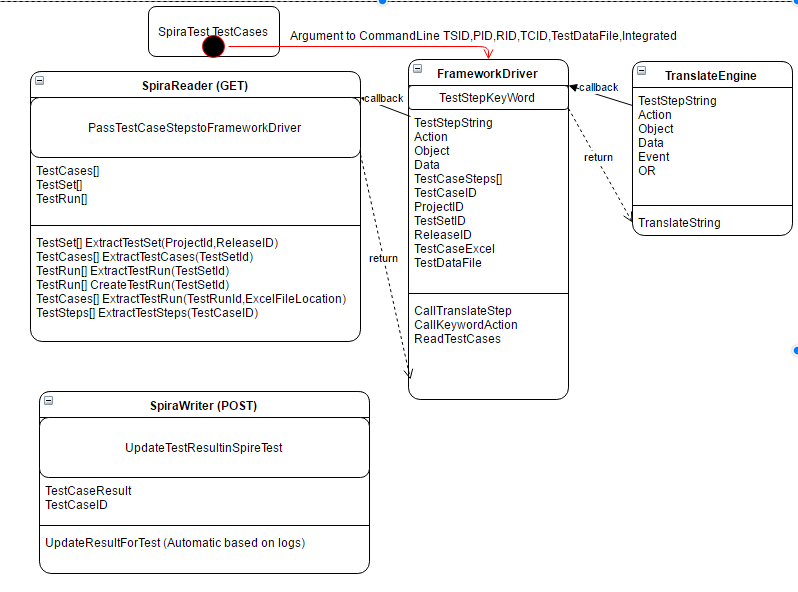 SpiraTest TestCases
Argument to CommandLine TSID,PID,RID,TCID,TestDataFile,Integrated
SpiraReader (GET)
PassTestCaseStepstoFrameworkDriver
TestCases[]
TestSet[]
TestRun[]
TestSet[] ExtractTestSet(ProjectId,ReleaseID)
TestCases[] ExtractTestCases(TestSetId)
TestRun[] ExtractTestRun(TestSetId)
TestRun[] CreateTestRun(TestSetId)
TestCases[] ExtractTestRun(TestRunId,ExcelFileLocation)
TestSteps[] ExtractTestSteps(TestCaseID)
callback
return
FrameworkDriver
TestStepKeyWord
TestStepString
Action
Object
Data
TestCaseSteps[]
TestCaseID
ProjectID
TestSetID
ReleaseID
TestCaseExcel
TestDataFile
CallTranslateStep
CallKeywordAction
ReadTestCases
callback
return
TranslateEngine
TestStepString
Action
Object
Data
Event
OR
TranslateString
SpiraWriter (POST)
UpdateTestResultinSpireTest
TestCaseResult
TestCaseID
UpdateResultForTest (Automatic based on logs)